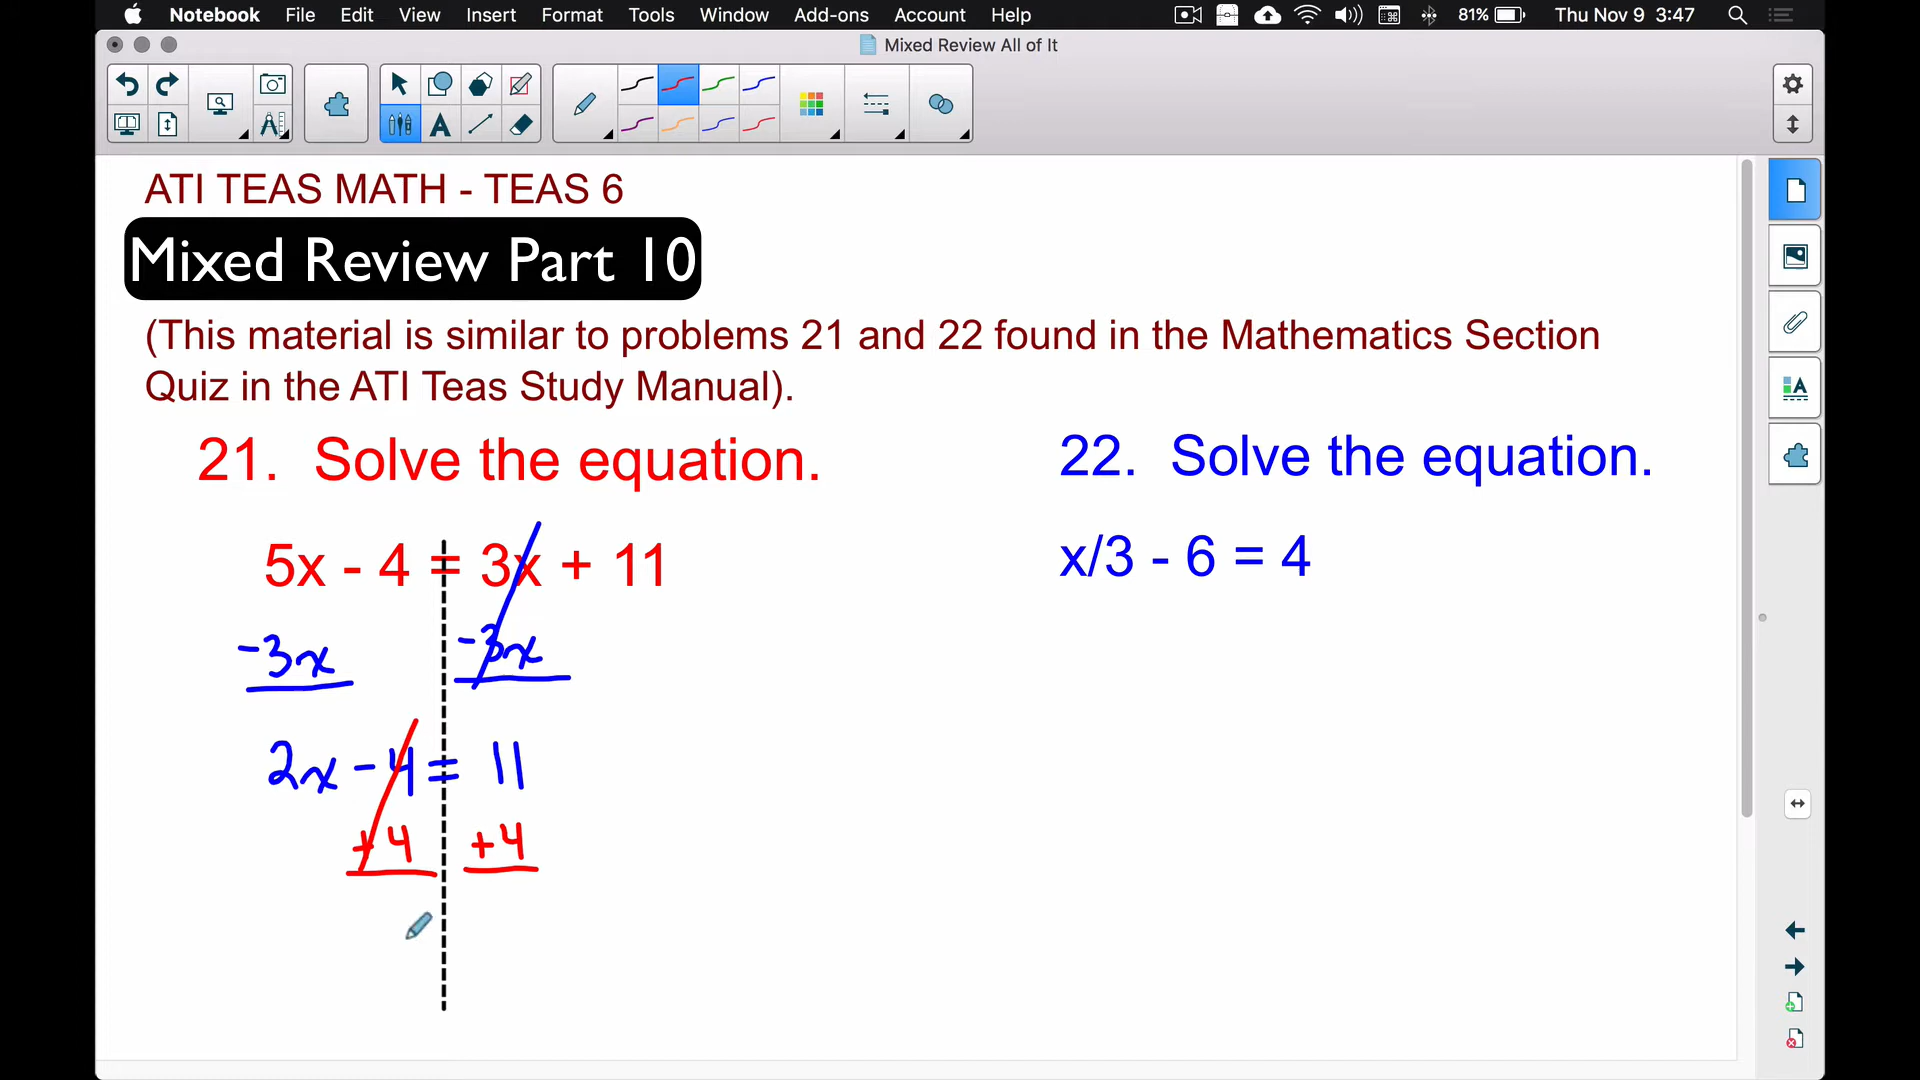 Notebook File Edit View Insert Format Tools Window Add-ons Account Help 81% Thu Nov 9 3:47
Mixed Review All of It
ATI TEAS MATH - TEAS 6
Mixed Review Part 10
(This material is similar to problems 21 and 22 found in the Mathematics Section
Quiz in the ATI Teas Study Manual).
21. Solve the equation.
5x - 4 = 3x + 11
-3x -3x
2x - 4 = 11
+4 +4
22. Solve the equation.
x/3 - 6 = 4